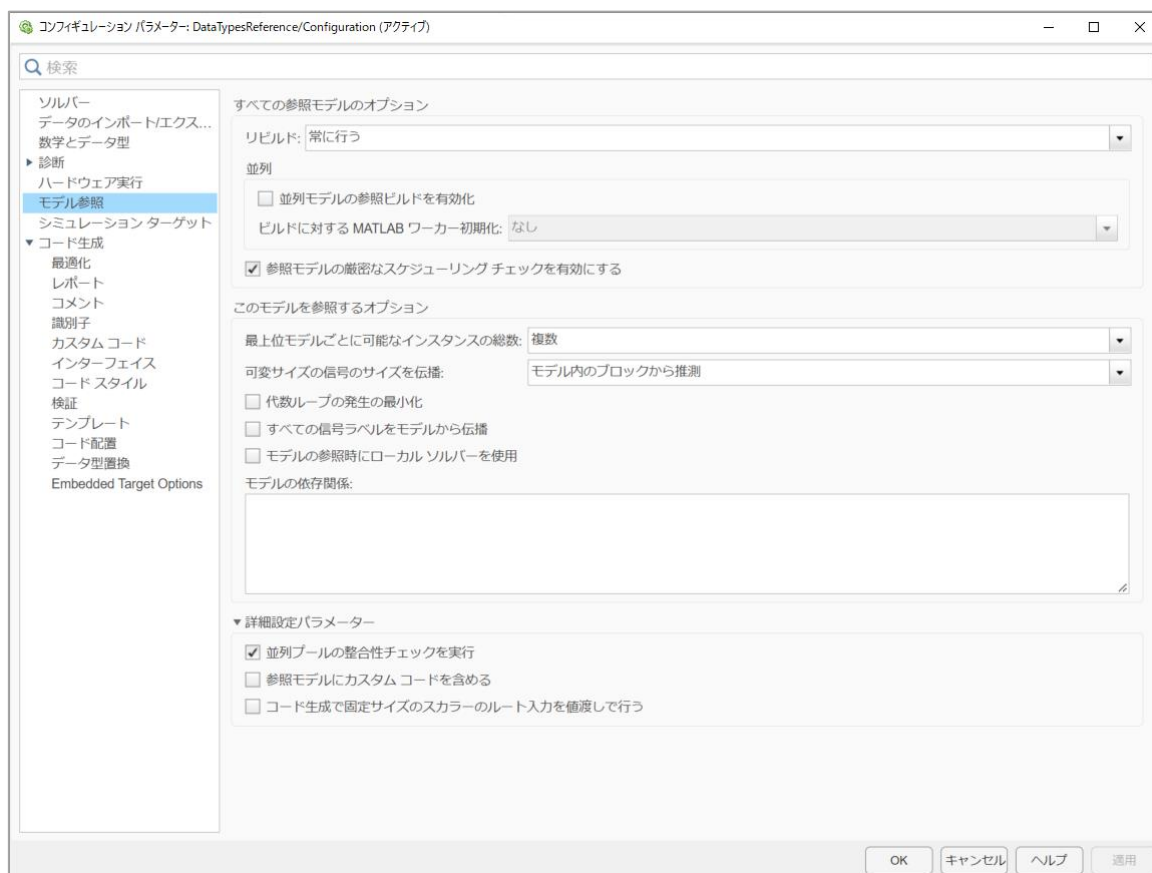 コンフィギュレーション パラメーター: DataTypesReference/Configuration (アクティブ)
検索
ソルバー
データのインポート/エクス...
数学とデータ型
診断
ハードウェア実行
モデル参照
シミュレーション ターゲット
コード生成
最適化
レポート
コメント
識別子
カスタム コード
インターフェイス
コード スタイル
検証
テンプレート
コード配置
データ型置換
Embedded Target Options
すべての参照モデルのオプション
リビルド: 常に行う
並列
並列モデルの参照ビルドを有効化
ビルドに対する MATLAB ワーカー初期化: なし
参照モデルの厳密なスケジューリング チェックを有効にする
このモデルを参照するオプション
最上位モデルごとに可能なインスタンスの総数: 複数
可変サイズの信号のサイズを伝播: モデル内のブロックから推測
代数ループの発生の最小化
すべての信号ラベルをモデルから伝播
モデルの参照時にローカル ソルバーを使用
モデルの依存関係:
詳細設定パラメーター
並列プールの整合性チェックを実行
参照モデルにカスタム コードを含める
コード生成で固定サイズのスカラーのルート入力を値渡しで行う
OK キャンセル ヘルプ 適用